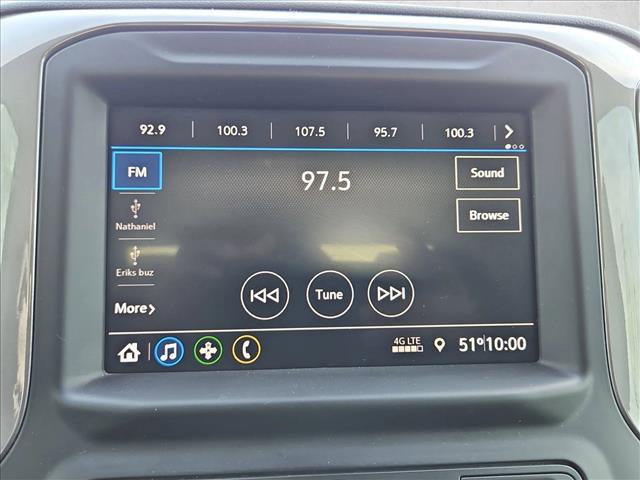 92.9 100.3 107.5 95.7 100.3
FM 97.5 Sound
Nathaniel Browse
Eriks buz
More Tune
4G LTE 51° 10:00